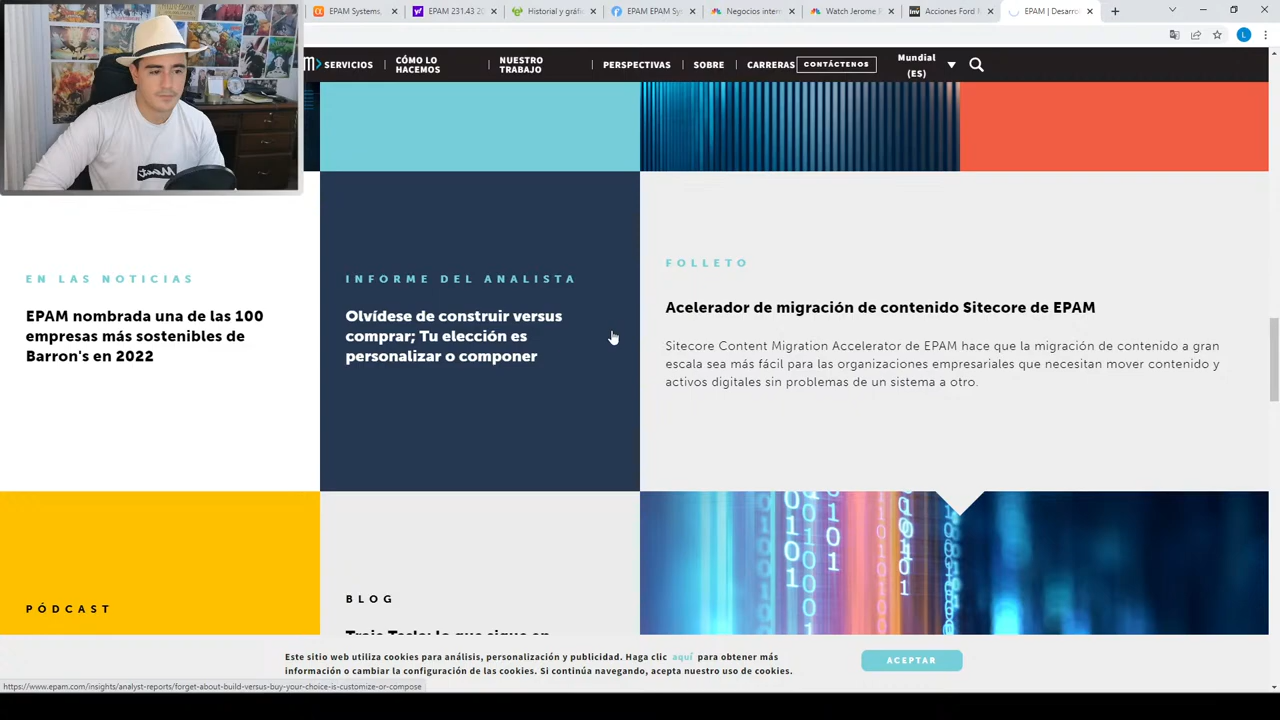 EPAM Systems,
EPAM 231.43 2
Historial y gráfi
EPAM EPAM Sy
Negocios inter
Watch Jerome
Acciones Ford
EPAM | Desarro
SERVICIOS
CÓMO LO
HACEMOS
NUESTRO
TRABAJO
PERSPECTIVAS
SOBRE
CARRERAS
CONTÁCTENOS
Mundial
(ES)
EN LAS NOTICIAS
EPAM nombrada una de las 100
empresas más sostenibles de
Barron's en 2022
INFORME DEL ANALISTA
Olvídese de construir versus
comprar; Tu elección es
personalizar o componer
FOLLETO
Acelerador de migración de contenido Sitecore de EPAM
Sitecore Content Migration Accelerator de EPAM hace que la migración de contenido a gran
escala sea más fácil para las organizaciones empresariales que necesitan mover contenido y
activos digitales sin problemas de un sistema a otro.
PÓDCAST
BLOG
Este sitio web utiliza cookies para análisis, personalización y publicidad. Haga clic aquí para obtener más
información o cambiar la configuración de las cookies. Si continúa navegando, acepta nuestro uso de cookies.
ACEPTAR
https://www.epam.com/insights/analyst-reports/forget-about-build-versus-buy-your-choice-is-customize-or-compose